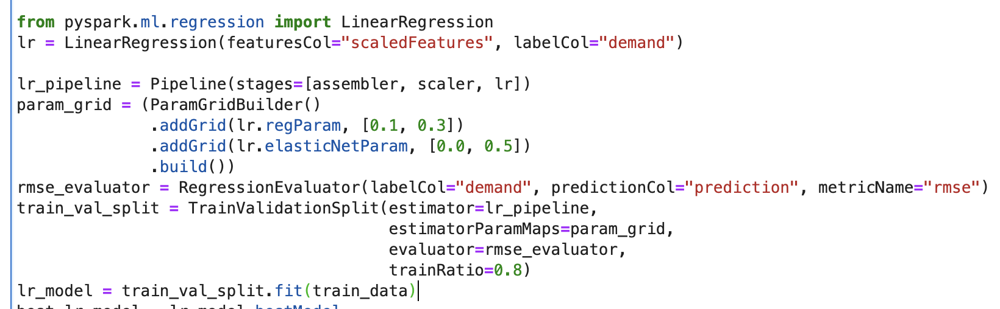 from pyspark.ml.regression import LinearRegression
lr = LinearRegression(featuresCol="scaledFeatures", labelCol="demand")
lr_pipeline = Pipeline(stages=[assembler, scaler, lr])
param_grid = (ParamGridBuilder()
.addGrid(lr.regParam, [0.1, 0.3])
.addGrid(lr.elasticNetParam, [0.0, 0.5])
.build())
rmse_evaluator = RegressionEvaluator(labelCol="demand", predictionCol="prediction", metricName="rmse")
train_val_split = TrainValidationSplit(estimator=lr_pipeline,
estimatorParamMaps=param_grid,
evaluator=rmse_evaluator,
trainRatio=0.8)
lr_model = train_val_split.fit(train_data)
best_lr_model = lr_model.bestModel